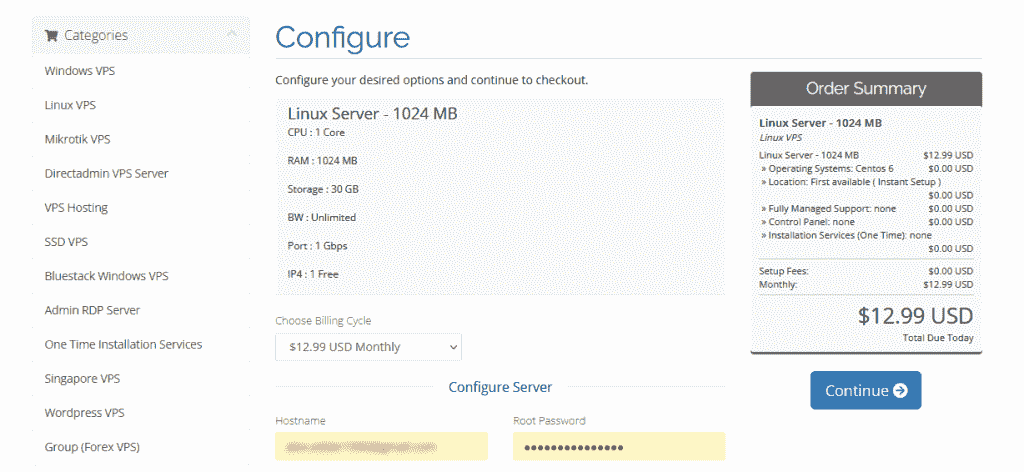 Categories
Windows VPS
Linux VPS
Mikrotik VPS
Directadmin VPS Server
VPS Hosting
SSD VPS
Bluestack Windows VPS
Admin RDP Server
One Time Installation Services
Singapore VPS
Wordpress VPS
Group (Forex VPS)
Configure
Configure your desired options and continue to checkout.
Linux Server - 1024 MB
CPU : 1 Core
RAM : 1024 MB
Storage : 30 GB
BW : Unlimited
Port : 1 Gbps
IP4 : 1 Free
Choose Billing Cycle
$12.99 USD Monthly
Configure Server
Hostname
Root Password
Order Summary
Linux Server - 1024 MB
Linux VPS
Linux Server - 1024 MB $12.99 USD
» Operating Systems: Centos 6 $0.00 USD
» Location: First available ( Instant Setup )
$0.00 USD
» Fully Managed Support: none $0.00 USD
» Control Panel: none $0.00 USD
» Installation Services (One Time): none
$0.00 USD
Setup Fees: $0.00 USD
Monthly: $12.99 USD
$12.99 USD
Total Due Today
Continue